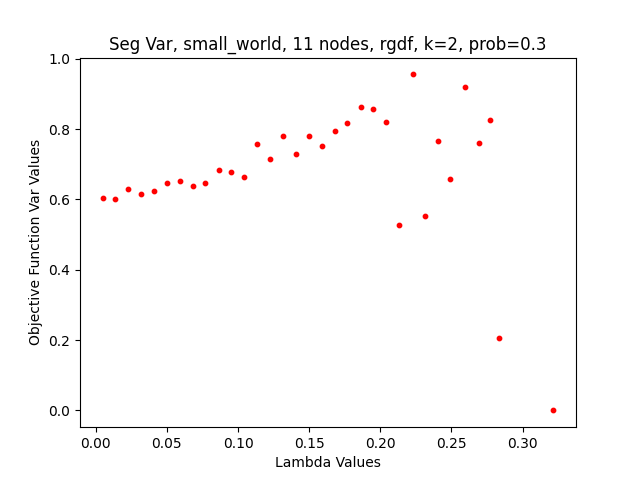 Seg Var, small_world, 11 nodes, rgdf, k=2, prob=0.3
1.0
0.8
0.6
0.4
0.2
0.0
Objective Function Var Values
0.00 0.05 0.10 0.15 0.20 0.25 0.30
Lambda Values